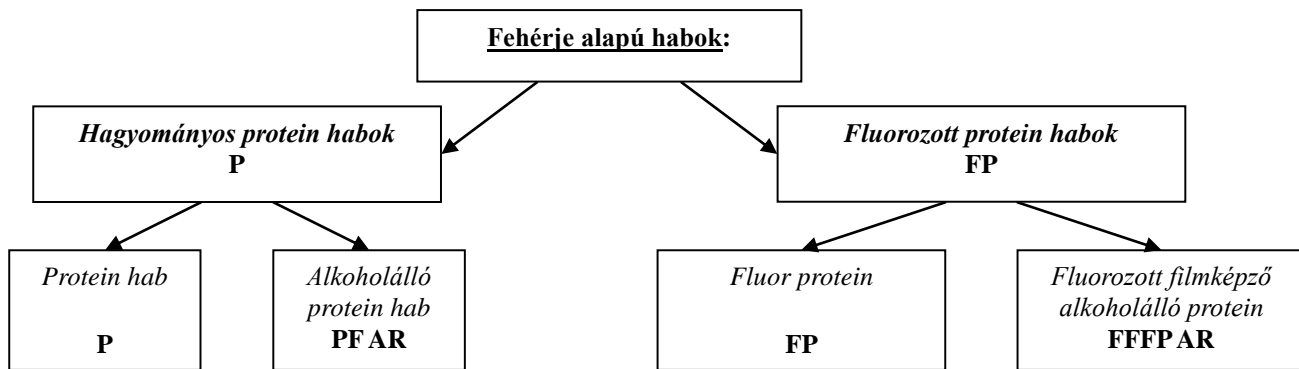 Fehérje alapú habok:
Hagyományos protein habok
P
Fluorozott protein habok
FP
Protein hab
P
Alkoholálló
protein hab
PF AR
Fluor protein
FP
Fluorozott filmképző
alkoholálló protein
FFFP AR